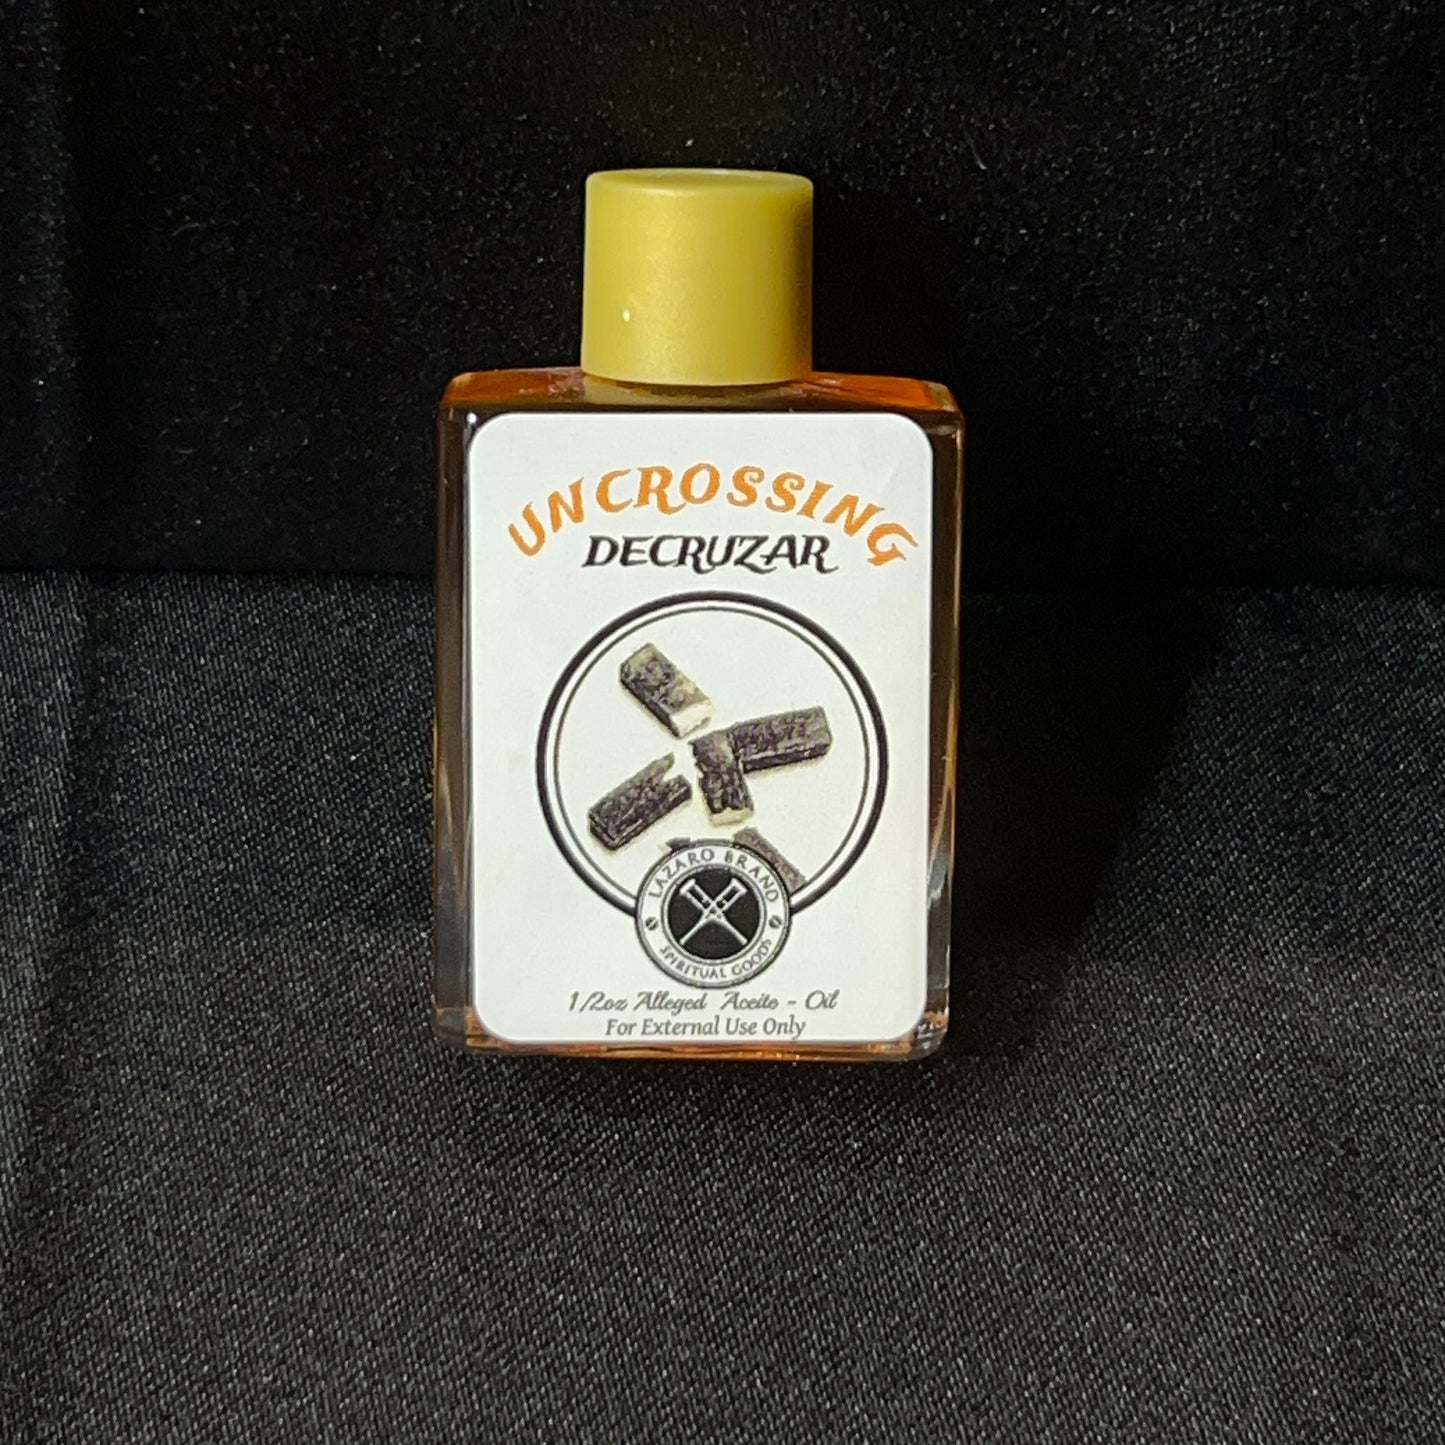 UNCROSSING
DECRUZAR
LAZARO BRAND
SPIRITUAL GOODS
1/2oz Alleged Aceite - Oil
For External Use Only